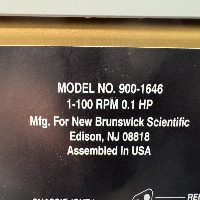 MODEL NO. 900-1646
1-100 RPM 0.1 HP
Mfg. For New Brunswick Scientific
Edison, NJ 08818
Assembled In USA